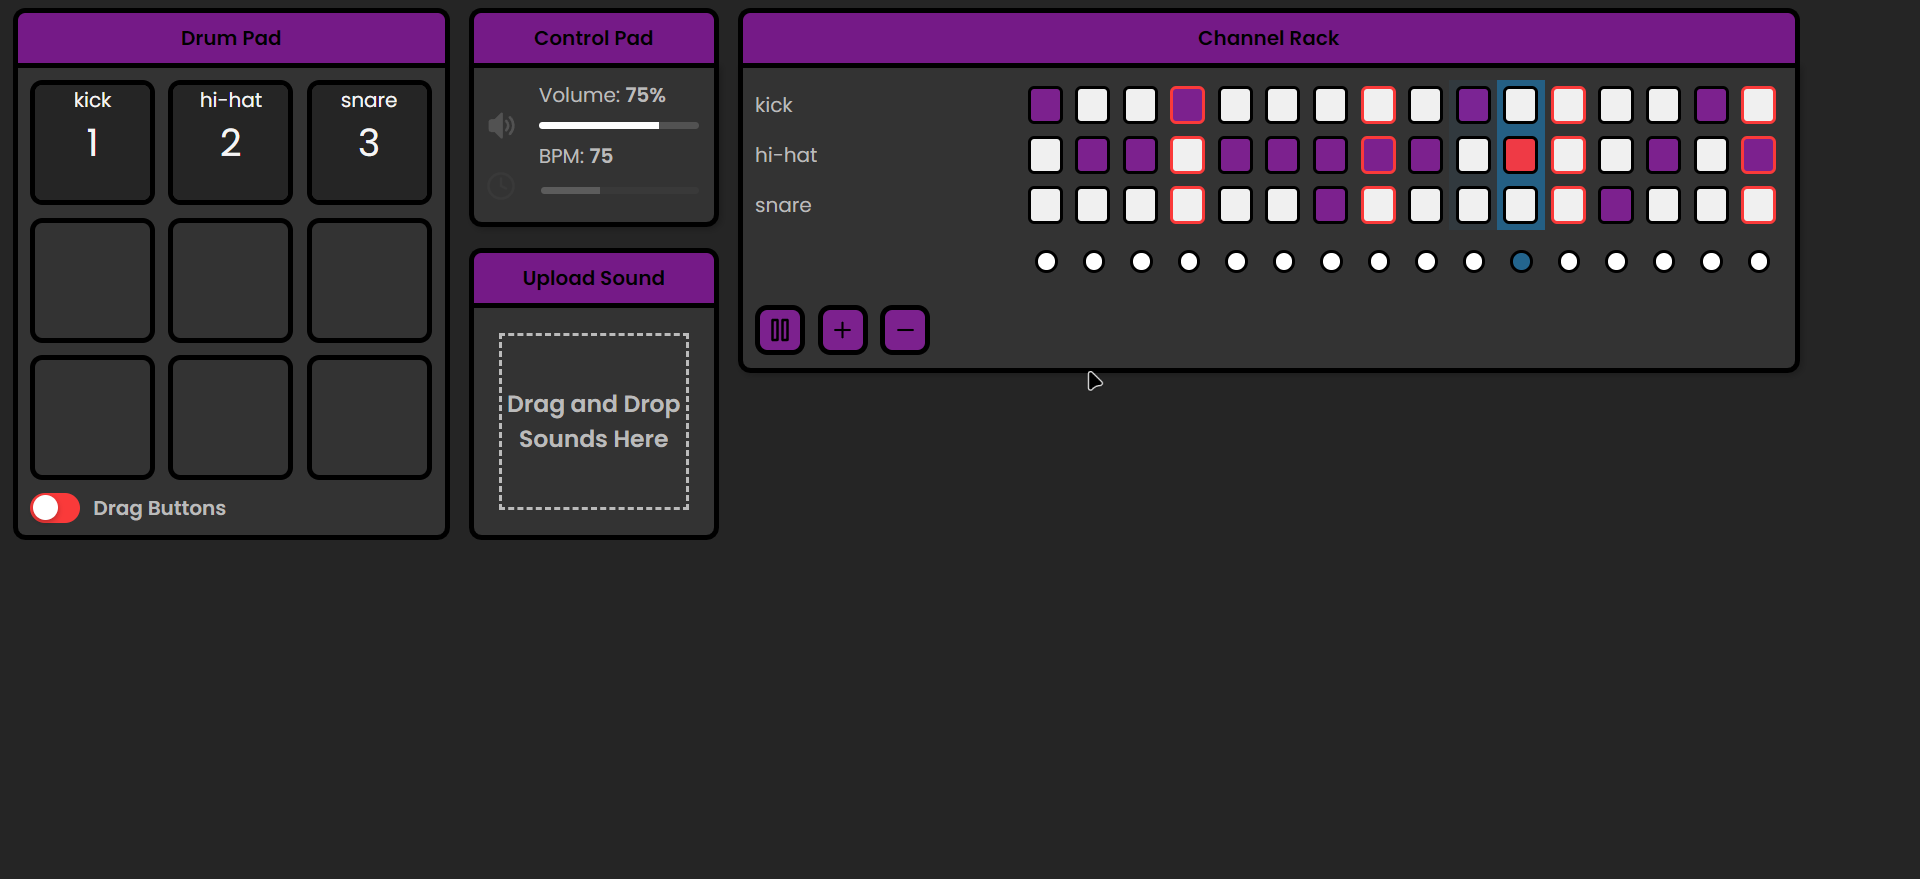 Drum Pad
kick
1
hi-hat
2
snare
3
Drag Buttons
Control Pad
Volume: 75%
BPM: 75
Upload Sound
Drag and Drop
Sounds Here
Channel Rack
kick
hi-hat
snare